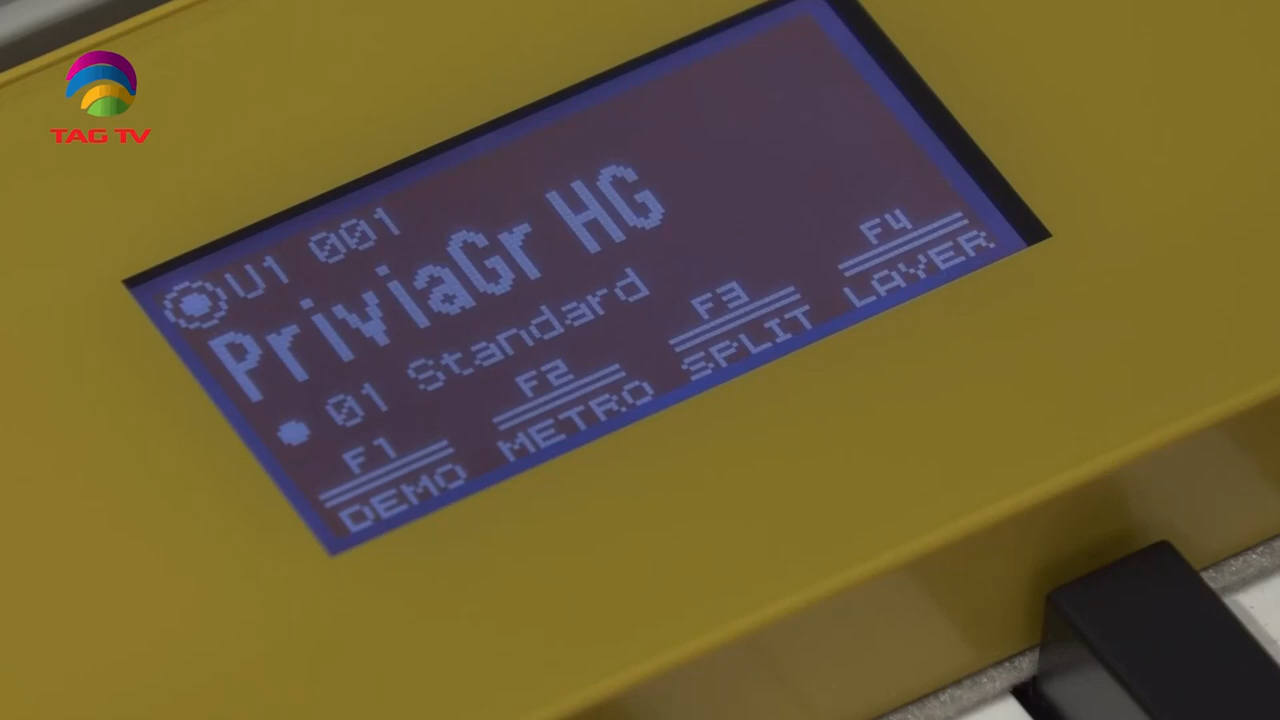 TAG TV
U1 001
PriviaGr HG
01 Standard
F1 F2 F3 F4
DEMO METRO SPLIT LAYER